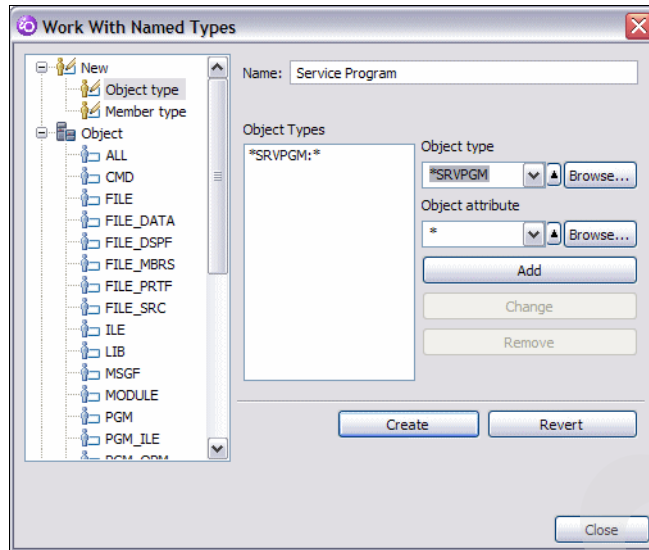 Work With Named Types
New
Object type
Member type
Object
ALL
CMD
FILE
FILE_DATA
FILE_DSPF
FILE_MBRS
FILE_PRTF
FILE_SRC
ILE
LIB
MSGF
MODULE
PGM
PGM_ILE
PGM_OPM
Name: Service Program
Object Types
*SRVPGM:*
Object type
*SRVPGM Browse...
Object attribute
* Browse...
Add
Change
Remove
Create Revert
Close